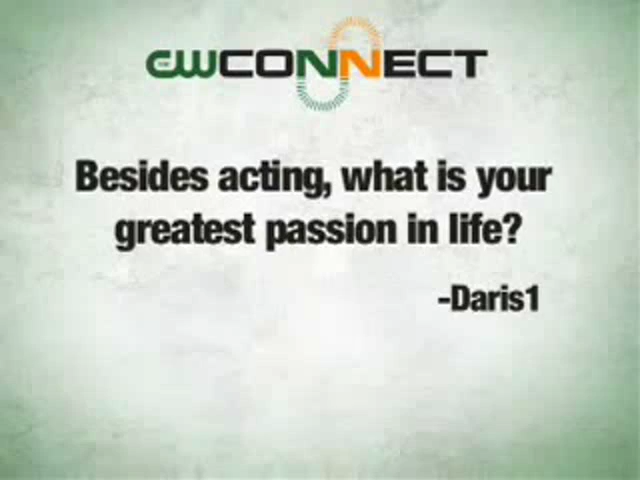 CWCONNECT
Besides acting, what is your
greatest passion in life?
-Daris1